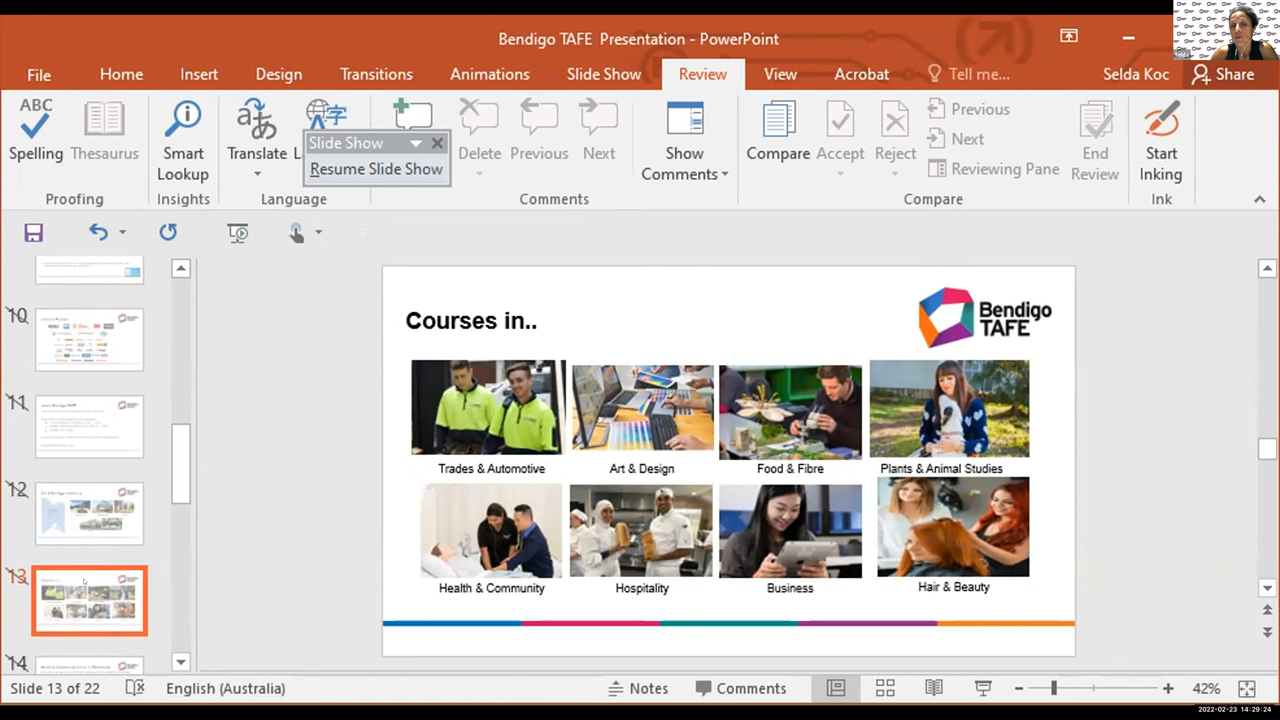 Bendigo TAFE Presentation - PowerPoint
File Home Insert Design Transitions Animations Slide Show Review View Acrobat Tell me... Selda Koc Share
ABC
Spelling Thesaurus
Smart Lookup
Translate
Slide Show
Resume Slide Show
Delete Previous Next
Show Comments
Compare Accept Reject
Previous
Next
Reviewing Pane
End Review
Start Inking
Proofing Insights Language Comments Compare Ink
10
11
12
13
14
Courses in..
Bendigo TAFE
Trades & Automotive Art & Design Food & Fibre Plants & Animal Studies
Health & Community Hospitality Business Hair & Beauty
Slide 13 of 22 English (Australia) Notes Comments 42%
2022-02-23 14:29:24